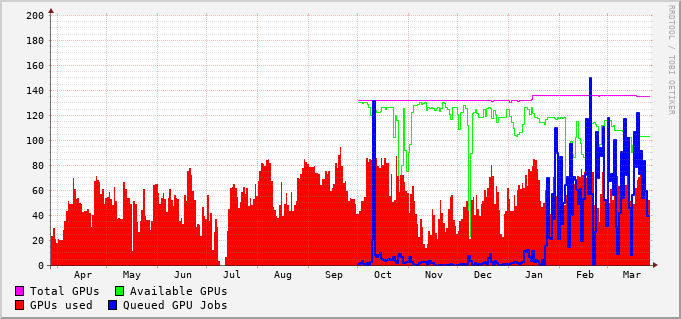 200
180
160
140
120
100
80
60
40
20
0
Apr May Jun Jul Aug Sep Oct Nov Dec Jan Feb Mar
Total GPUs Available GPUs
GPUs used Queued GPU Jobs
RRDTOOL / TOBI OETIKER